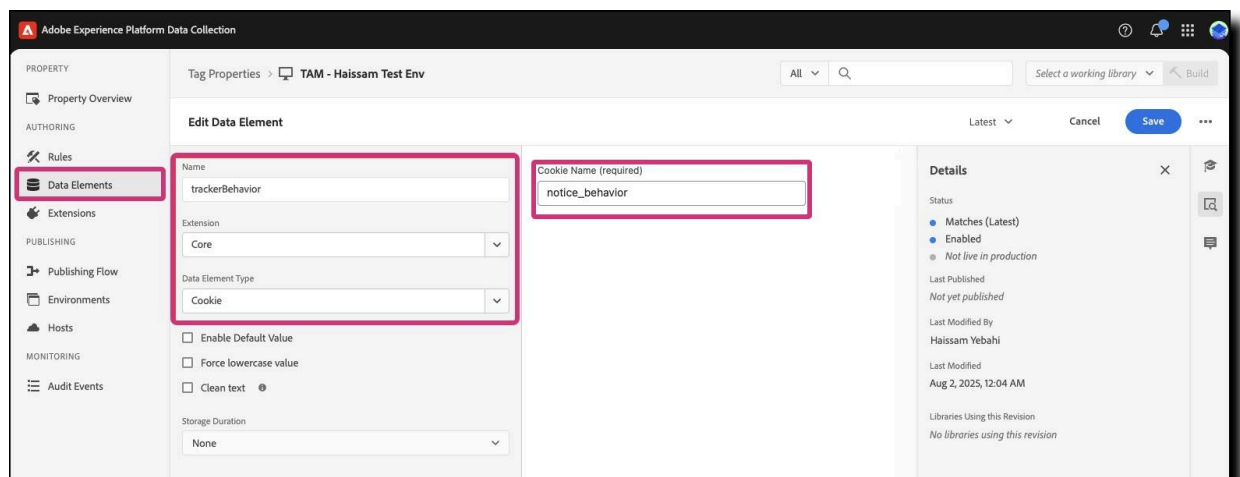 Adobe Experience Platform Data Collection
PROPERTY
Property Overview
AUTHORING
Rules
Data Elements
Extensions
PUBLISHING
Publishing Flow
Environments
Hosts
MONITORING
Audit Events
Tag Properties > TAM - Haissam Test Env
All
Select a working library
Build
Edit Data Element
Latest
Cancel
Save
Name
trackerBehavior
Extension
Core
Data Element Type
Cookie
Enable Default Value
Force lowercase value
Clean text
Storage Duration
None
Cookie Name (required)
notice_behavior
Details
Status
Matches (Latest)
Enabled
Not live in production
Last Published
Not yet published
Last Modified By
Haissam Yebahi
Last Modified
Aug 2, 2025, 12:04 AM
Libraries Using this Revision
No libraries using this revision